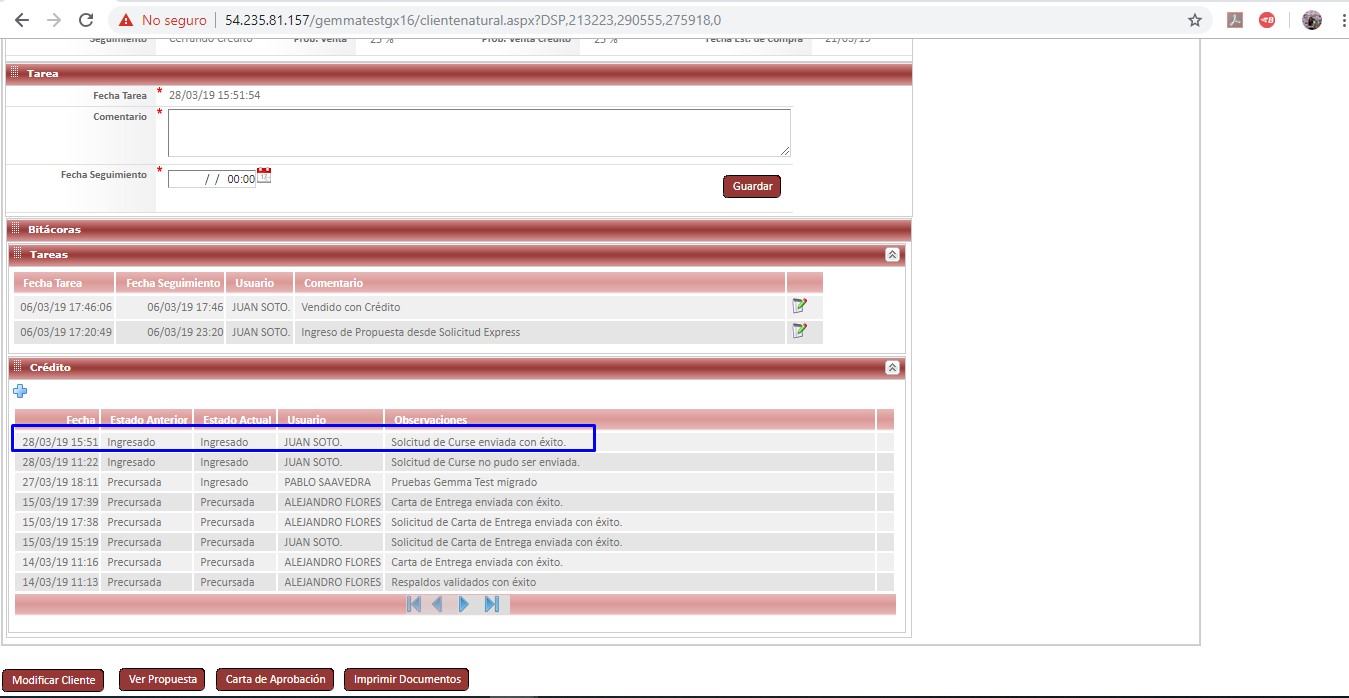 No seguro 54.235.81.157/gemmatestgx16/clientenatural.aspx?DSP,213223,290555,275918,0
Seguimiento Cerrando Crédito Prob. Venta 25 % Prob. Venta Crédito 25 % Fecha Est. de Compra 21/03/19
Tarea
Fecha Tarea * 28/03/19 15:51:54
Comentario *
Fecha Seguimiento * / / 00:00
Guardar
Bitácoras
Tareas
Fecha Tarea Fecha Seguimiento Usuario Comentario
06/03/19 17:46:06 06/03/19 17:46 JUAN SOTO. Vendido con Crédito
06/03/19 17:20:49 06/03/19 23:20 JUAN SOTO. Ingreso de Propuesta desde Solicitud Express
Crédito
Fecha Estado Anterior Estado Actual Usuario Observaciones
28/03/19 15:51 Ingresado Ingresado JUAN SOTO. Solcitud de Curse enviada con éxito.
28/03/19 11:22 Ingresado Ingresado JUAN SOTO. Solcitud de Curse no pudo ser enviada.
27/03/19 18:11 Precursada Ingresado PABLO SAAVEDRA Pruebas Gemma Test migrado
15/03/19 17:39 Precursada Precursada ALEJANDRO FLORES Carta de Entrega enviada con éxito.
15/03/19 17:38 Precursada Precursada ALEJANDRO FLORES Solicitud de Carta de Entrega enviada con éxito.
15/03/19 15:19 Precursada Precursada JUAN SOTO. Solicitud de Carta de Entrega enviada con éxito.
14/03/19 11:16 Precursada Precursada ALEJANDRO FLORES Carta de Entrega enviada con éxito.
14/03/19 11:13 Precursada Precursada ALEJANDRO FLORES Respaldos validados con éxito
Modificar Cliente Ver Propuesta Carta de Aprobación Imprimir Documentos